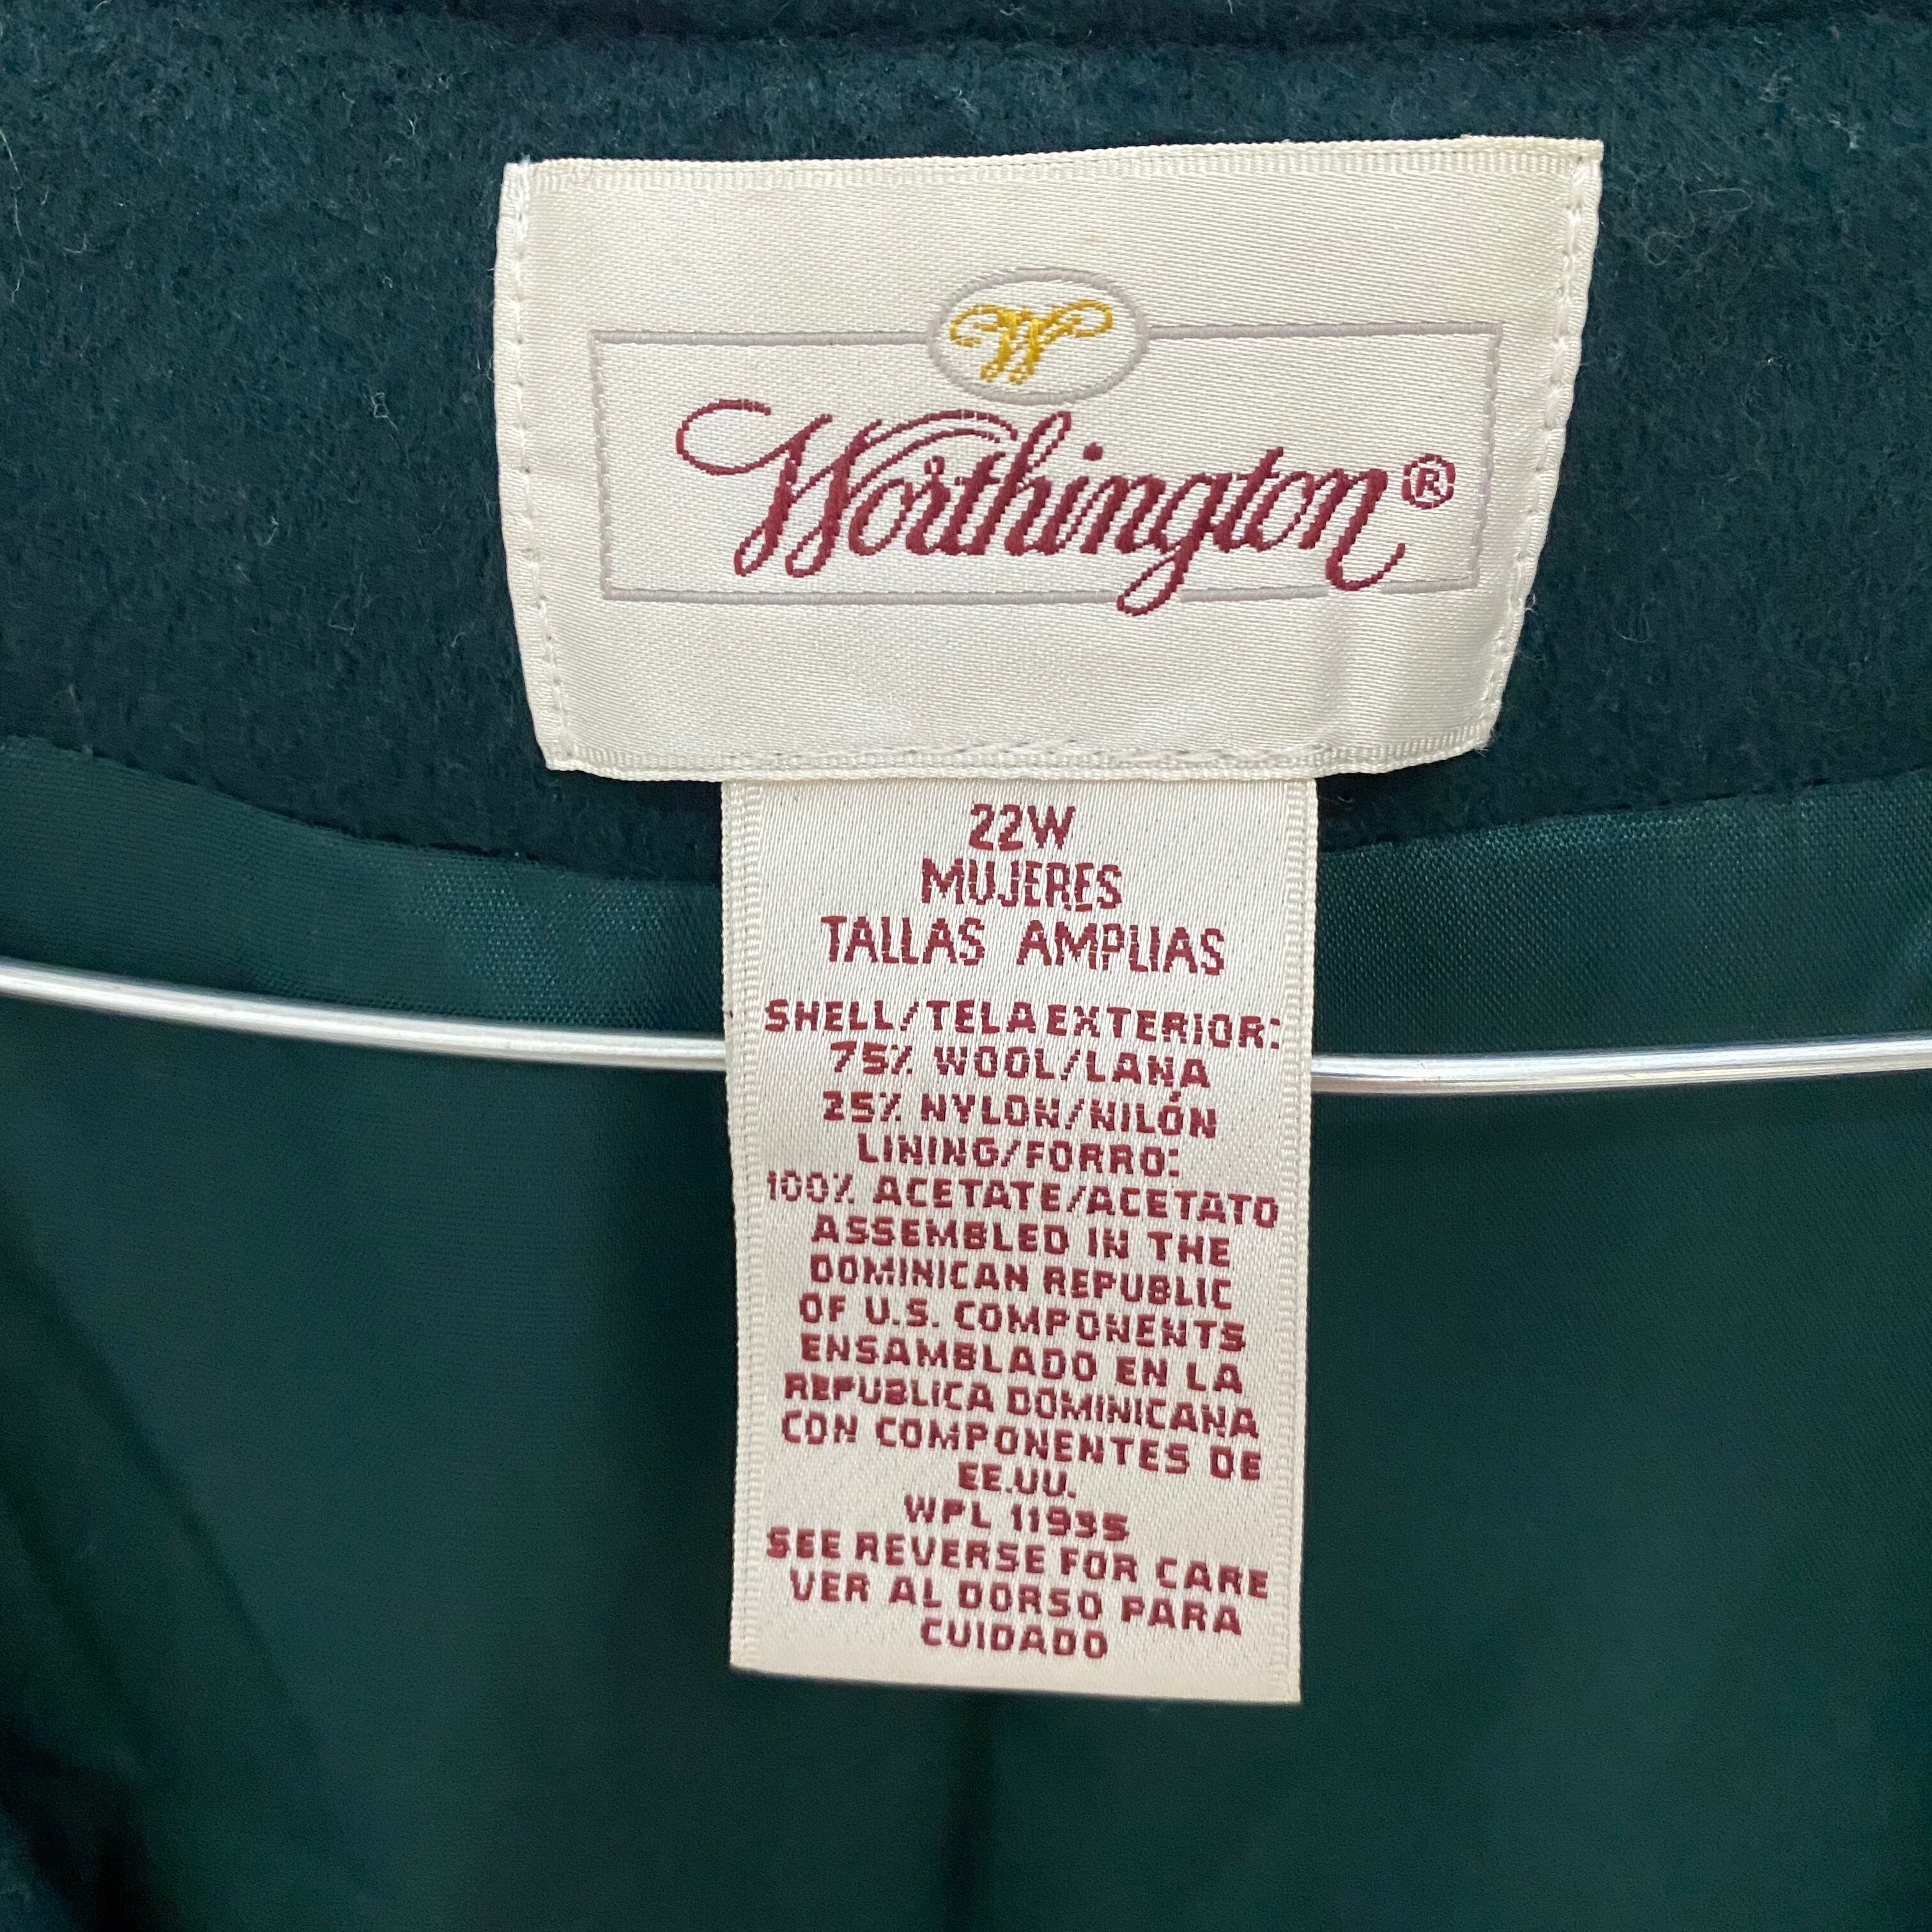 W
Worthington®
22W
MUJERES
TALLAS AMPLIAS
SHELL/TELA EXTERIOR:
75% WOOL/LANA
25% NYLON/NILÓN
LINING/FORRO:
100% ACETATE/ACETATO
ASSEMBLED IN THE
DOMINICAN REPUBLIC
OF U.S. COMPONENTS
ENSAMBLADO EN LA
REPUBLICA DOMINICANA
CON COMPONENTES DE
EE.UU.
WPL 11935
SEE REVERSE FOR CARE
VER AL DORSO PARA
CUIDADO